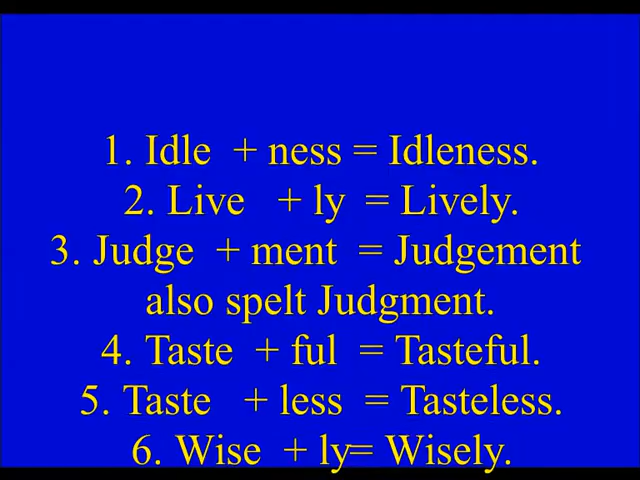 1. Idle + ness = Idleness.
2. Live + ly = Lively.
3. Judge + ment = Judgement
also spelt Judgment.
4. Taste + ful = Tasteful.
5. Taste + less = Tasteless.
6. Wise + ly= Wisely.